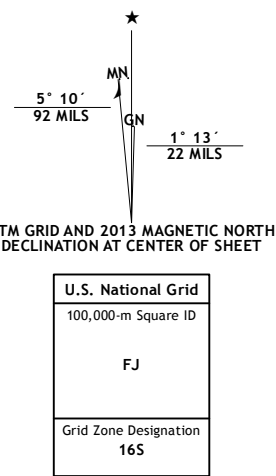 ★
MN
5° 10´
92 MILS
GN
1° 13´
22 MILS
TM GRID AND 2013 MAGNETIC NORTH
DECLINATION AT CENTER OF SHEET
U.S. National Grid
100,000-m Square ID
FJ
Grid Zone Designation
16S